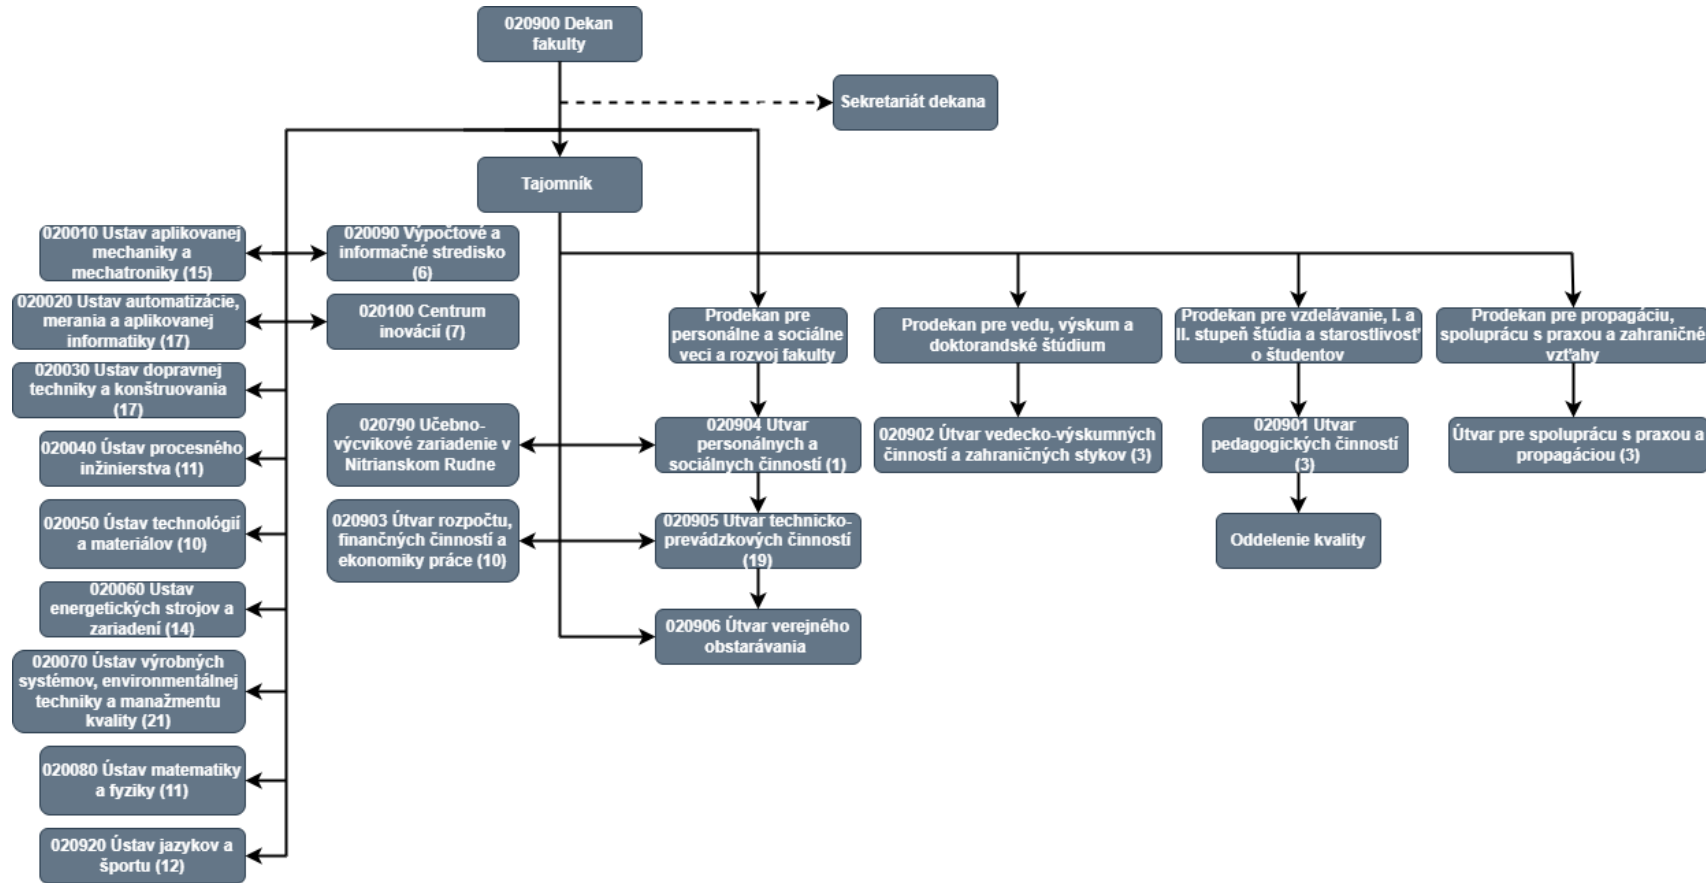 020900 Dekan
fakulty
Sekretariát dekana
Tajomník
020010 Ustav aplikovanej
mechaniky a
mechatroniky (15)
020090 Výpočtové a
informačné stredisko
(6)
020020 Ustav automatizácie,
merania a aplikovanej
informatiky (17)
020100 Centrum
inovácií (7)
Prodekan pre
personálne a sociálne
veci a rozvoj fakulty
Prodekan pre vedu, výskum a
doktorandské štúdium
Prodekan pre vzdelávanie, I. a
II. stupeň štúdia a starostlivosť
o študentov
Prodekan pre propagáciu,
spoluprácu s praxou a zahraničné
vzťahy
020030 Ustav dopravnej
techniky a konštruovania
(17)
020040 Ústav procesného
inžinierstva (11)
020790 Učebno-
výcvikové zariadenie v
Nitrianskom Rudne
020904 Utvar
personálnych a
sociálnych činností (1)
020902 Útvar vedecko-výskumných
činností a zahraničných stykov (3)
020901 Utvar
pedagogických činností
(3)
Útvar pre spoluprácu s praxou a
propagáciou (3)
020050 Ústav technológií
a materiálov (10)
020903 Útvar rozpočtu,
finančných činností a
ekonomiky práce (10)
020905 Utvar technicko-
prevádzkových činností
(19)
Oddelenie kvality
020060 Ustav
energetických strojov a
zariadení (14)
020906 Útvar verejného
obstarávania
020070 Ústav výrobných
systémov, environmentálnej
techniky a manažmentu
kvality (21)
020080 Ústav matematiky
a fyziky (11)
020920 Ústav jazykov a
športu (12)